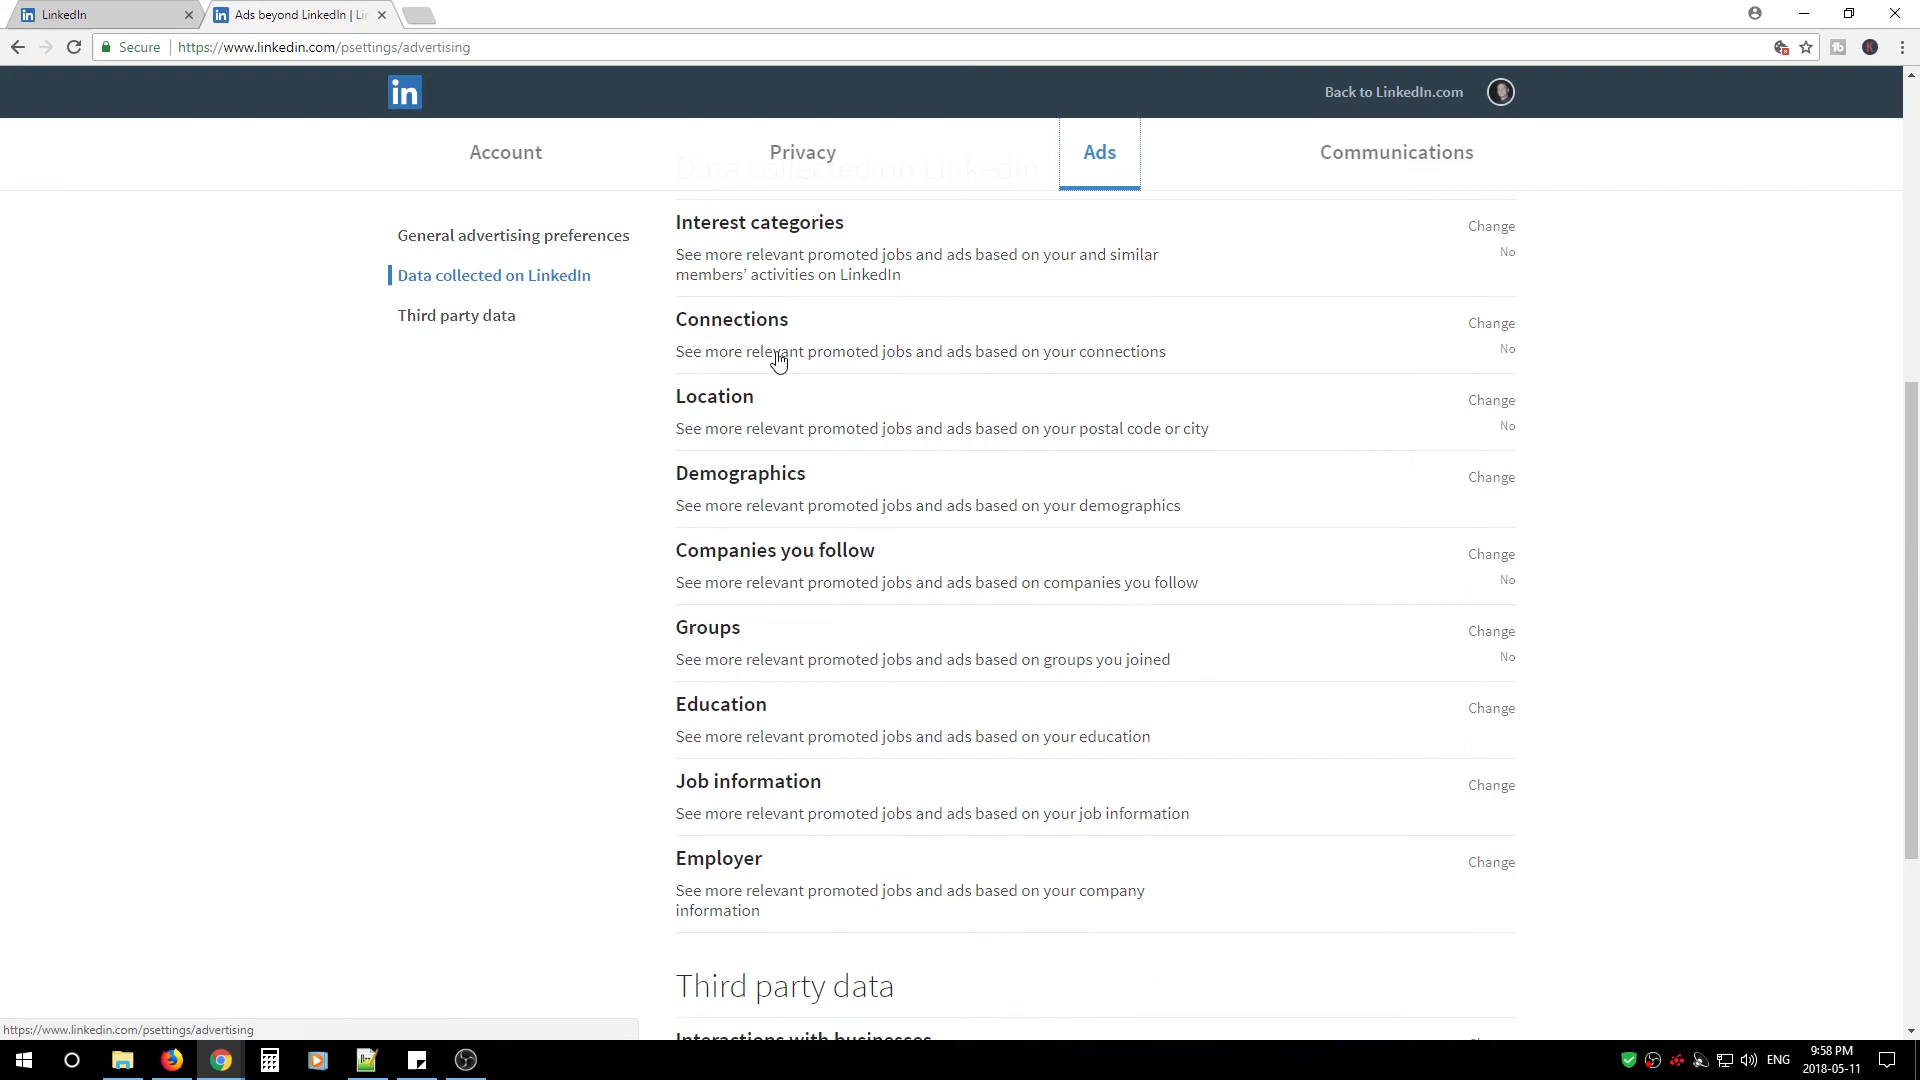 LinkedIn
Ads beyond LinkedIn | Li
Secure
https://www.linkedin.com/psettings/advertising
in
Back to LinkedIn.com
Account
Privacy
Ads
Communications
Data collected on LinkedIn
General advertising preferences
Data collected on LinkedIn
Third party data
Interest categories
Change
See more relevant promoted jobs and ads based on your and similar
members’ activities on LinkedIn
No
Connections
Change
See more relevant promoted jobs and ads based on your connections
No
Location
Change
See more relevant promoted jobs and ads based on your postal code or city
No
Demographics
Change
See more relevant promoted jobs and ads based on your demographics
Companies you follow
Change
See more relevant promoted jobs and ads based on companies you follow
No
Groups
Change
See more relevant promoted jobs and ads based on groups you joined
No
Education
Change
See more relevant promoted jobs and ads based on your education
Job information
Change
See more relevant promoted jobs and ads based on your job information
Employer
Change
See more relevant promoted jobs and ads based on your company
information
Third party data
Interactions with businesses
https://www.linkedin.com/psettings/advertising
ENG
9:58 PM
2018-05-11